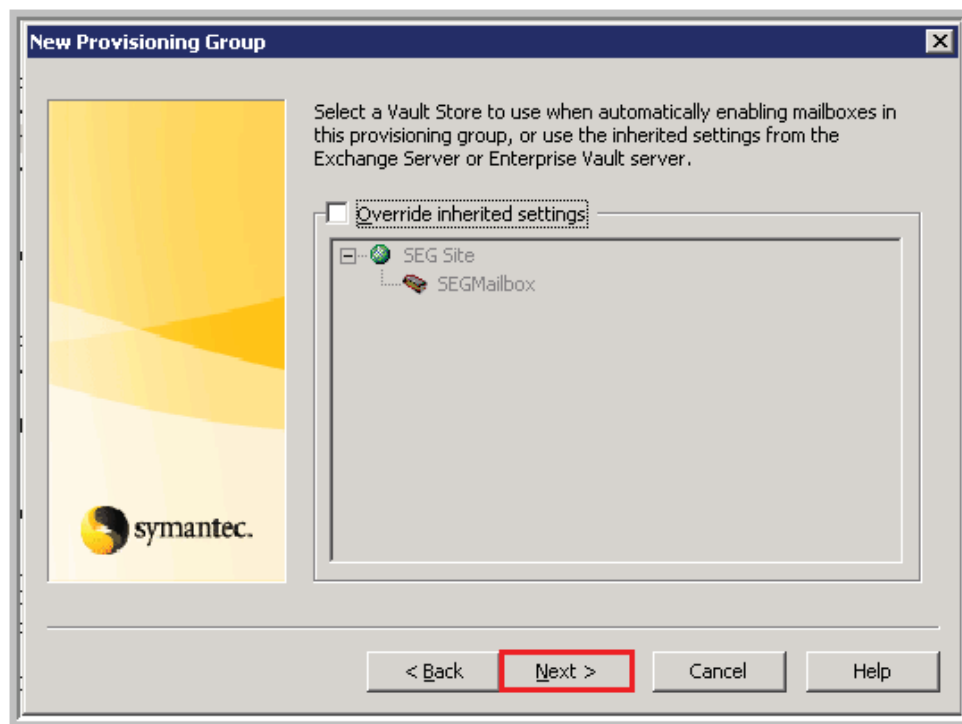 New Provisioning Group
Select a Vault Store to use when automatically enabling mailboxes in
this provisioning group, or use the inherited settings from the
Exchange Server or Enterprise Vault server.
Override inherited settings
SEG Site
SEGMailbox
symantec.
< Back
Next >
Cancel
Help